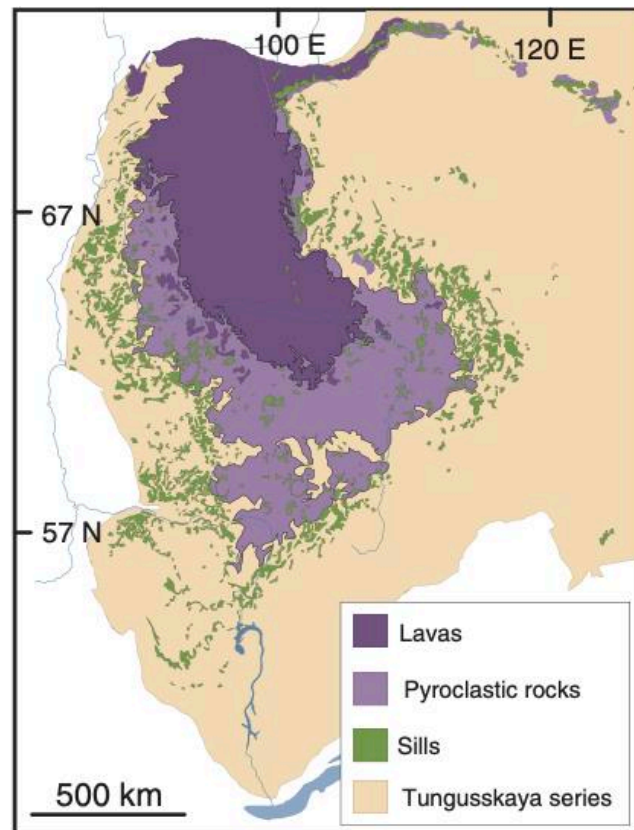 100 E
120 E
67 N
57 N
Lavas
Pyroclastic rocks
Sills
Tungusskaya series
500 km